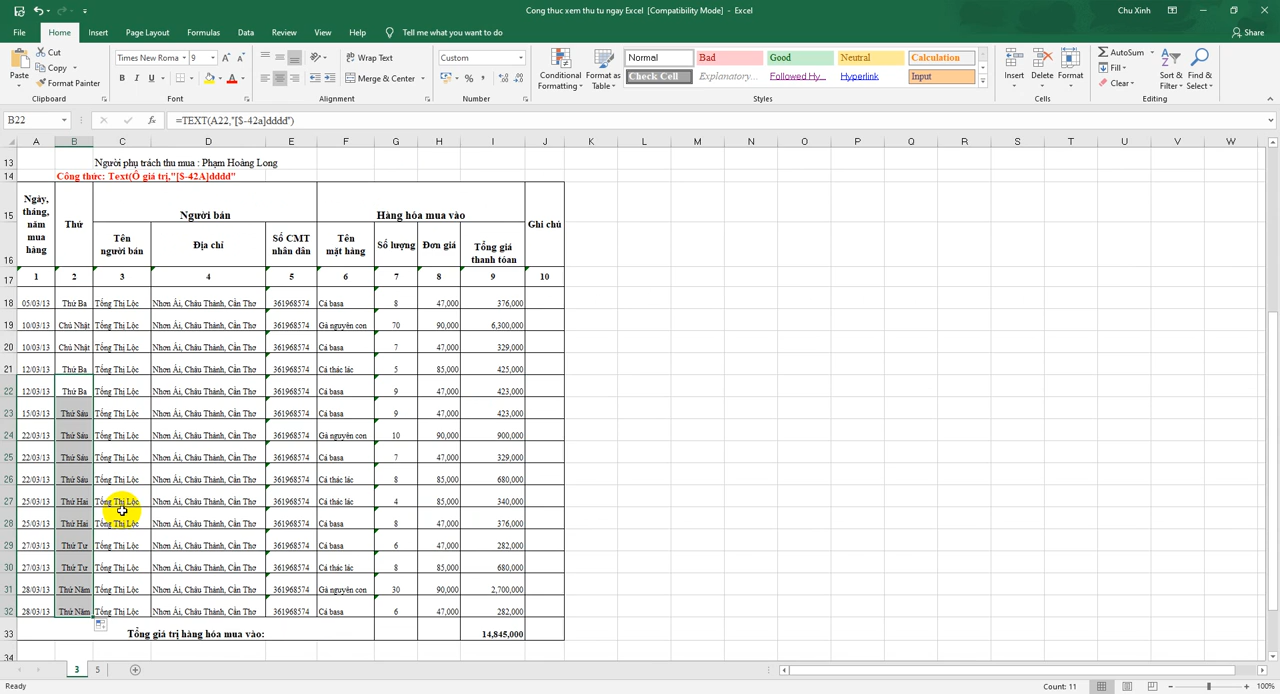 Cong thuc xem thu tu ngay Excel [Compatibility Mode] - Excel
Chu Xinh
File Home Insert Page Layout Formulas Data Review View Help Tell me what you want to do
Share
Paste
Cut
Copy
Format Painter
Clipboard
Times New Roma 9
B I U
Font
Wrap Text
Merge & Center
Alignment
Custom
Number
Conditional Formatting
Format as Table
Normal Bad Good Neutral Calculation
Check Cell Explanatory... Followed Hy... Hyperlink Input
Styles
Insert Delete Format
Cells
AutoSum
Fill
Clear
Sort & Filter
Find & Select
Editing
B22 fx =TEXT(A22,"[$-42a]dddd")
A B C D E F G H I J K L M N O P Q R S T U V W
13 Người phụ trách thu mua : Phạm Hoàng Long
14 Công thức: Text(Ô giá trị,"[$-42A]dddd"
15 Ngày, tháng, năm mua hàng Thứ Người bán Hàng hóa mua vào Ghi chú
16 Tên người bán Địa chỉ Số CMT nhân dân Tên mặt hàng Số lượng Đơn giá Tổng giá thanh tóan
17 1 2 3 4 5 6 7 8 9 10
18 05/03/13 Thứ Ba Tống Thị Lộc Nhơn Ái, Châu Thành, Cần Thơ 361968574 Cá basa 8 47,000 376,000
19 10/03/13 Chủ Nhật Tống Thị Lộc Nhơn Ái, Châu Thành, Cần Thơ 361968574 Gà nguyên con 70 90,000 6,300,000
20 10/03/13 Chủ Nhật Tống Thị Lộc Nhơn Ái, Châu Thành, Cần Thơ 361968574 Cá basa 7 47,000 329,000
21 12/03/13 Thứ Ba Tống Thị Lộc Nhơn Ái, Châu Thành, Cần Thơ 361968574 Cá thác lác 5 85,000 425,000
22 12/03/13 Thứ Ba Tống Thị Lộc Nhơn Ái, Châu Thành, Cần Thơ 361968574 Cá basa 9 47,000 423,000
23 15/03/13 Thứ Sáu Tống Thị Lộc Nhơn Ái, Châu Thành, Cần Thơ 361968574 Cá basa 9 47,000 423,000
24 22/03/13 Thứ Sáu Tống Thị Lộc Nhơn Ái, Châu Thành, Cần Thơ 361968574 Gà nguyên con 10 90,000 900,000
25 22/03/13 Thứ Sáu Tống Thị Lộc Nhơn Ái, Châu Thành, Cần Thơ 361968574 Cá basa 7 47,000 329,000
26 22/03/13 Thứ Sáu Tống Thị Lộc Nhơn Ái, Châu Thành, Cần Thơ 361968574 Cá thác lác 8 85,000 680,000
27 25/03/13 Thứ Hai Tống Thị Lộc Nhơn Ái, Châu Thành, Cần Thơ 361968574 Cá thác lác 4 85,000 340,000
28 25/03/13 Thứ Hai Tống Thị Lộc Nhơn Ái, Châu Thành, Cần Thơ 361968574 Cá basa 8 47,000 376,000
29 27/03/13 Thứ Tư Tống Thị Lộc Nhơn Ái, Châu Thành, Cần Thơ 361968574 Cá basa 6 47,000 282,000
30 27/03/13 Thứ Tư Tống Thị Lộc Nhơn Ái, Châu Thành, Cần Thơ 361968574 Cá thác lác 8 85,000 680,000
31 28/03/13 Thứ Năm Tống Thị Lộc Nhơn Ái, Châu Thành, Cần Thơ 361968574 Gà nguyên con 30 90,000 2,700,000
32 28/03/13 Thứ Năm Tống Thị Lộc Nhơn Ái, Châu Thành, Cần Thơ 361968574 Cá basa 6 47,000 282,000
33 Tổng giá trị hàng hóa mua vào: 14,845,000
34
3 5
Ready Count: 11 100%